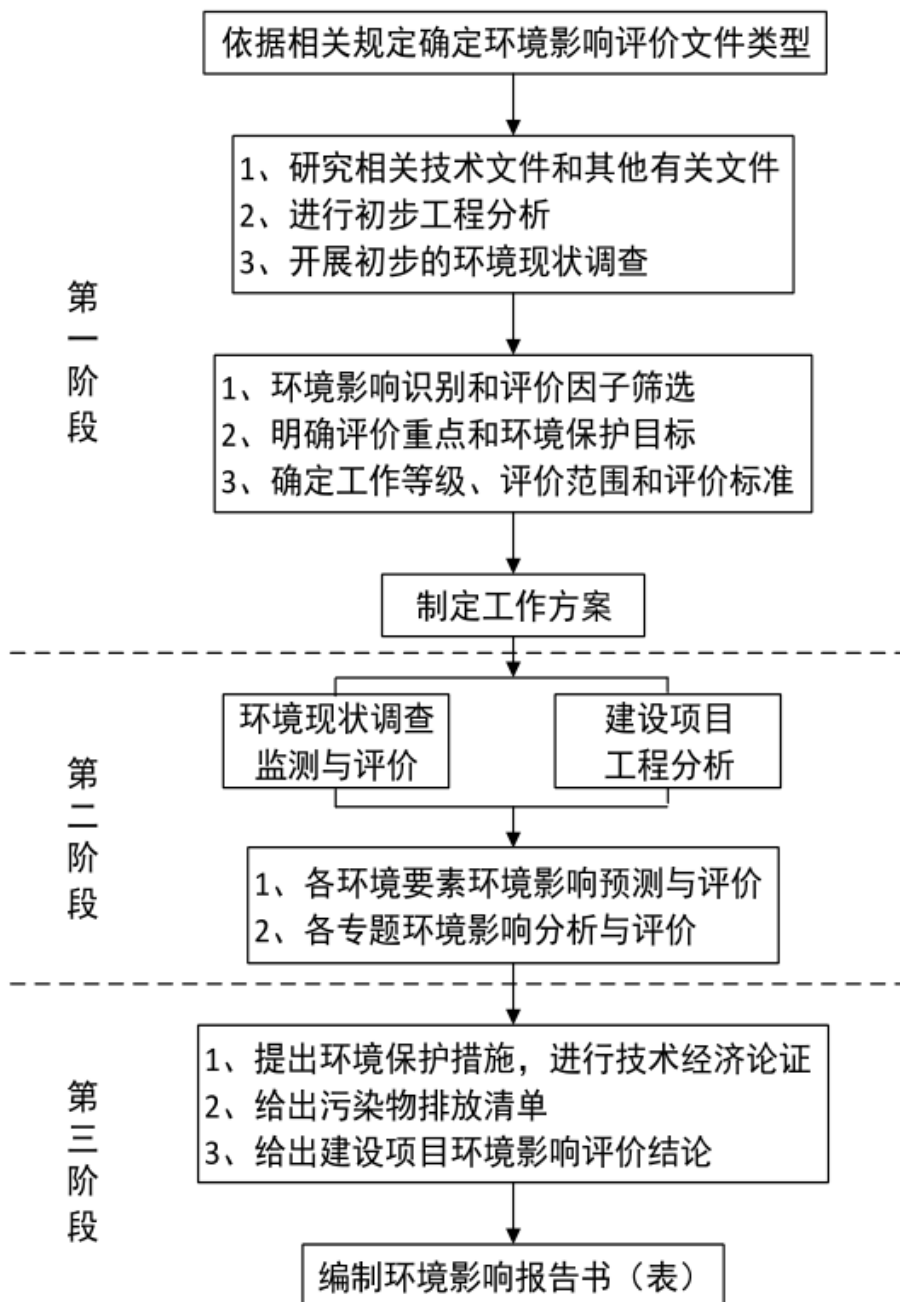 依据相关规定确定环境影响评价文件类型
1、研究相关技术文件和其他有关文件
2、进行初步工程分析
3、开展初步的环境现状调查
第一阶段
1、环境影响识别和评价因子筛选
2、明确评价重点和环境保护目标
3、确定工作等级、评价范围和评价标准
制定工作方案
环境现状调查
监测与评价
建设项目
工程分析
第二阶段
1、各环境要素环境影响预测与评价
2、各专题环境影响分析与评价
1、提出环境保护措施，进行技术经济论证
2、给出污染物排放清单
3、给出建设项目环境影响评价结论
第三阶段
编制环境影响报告书（表）